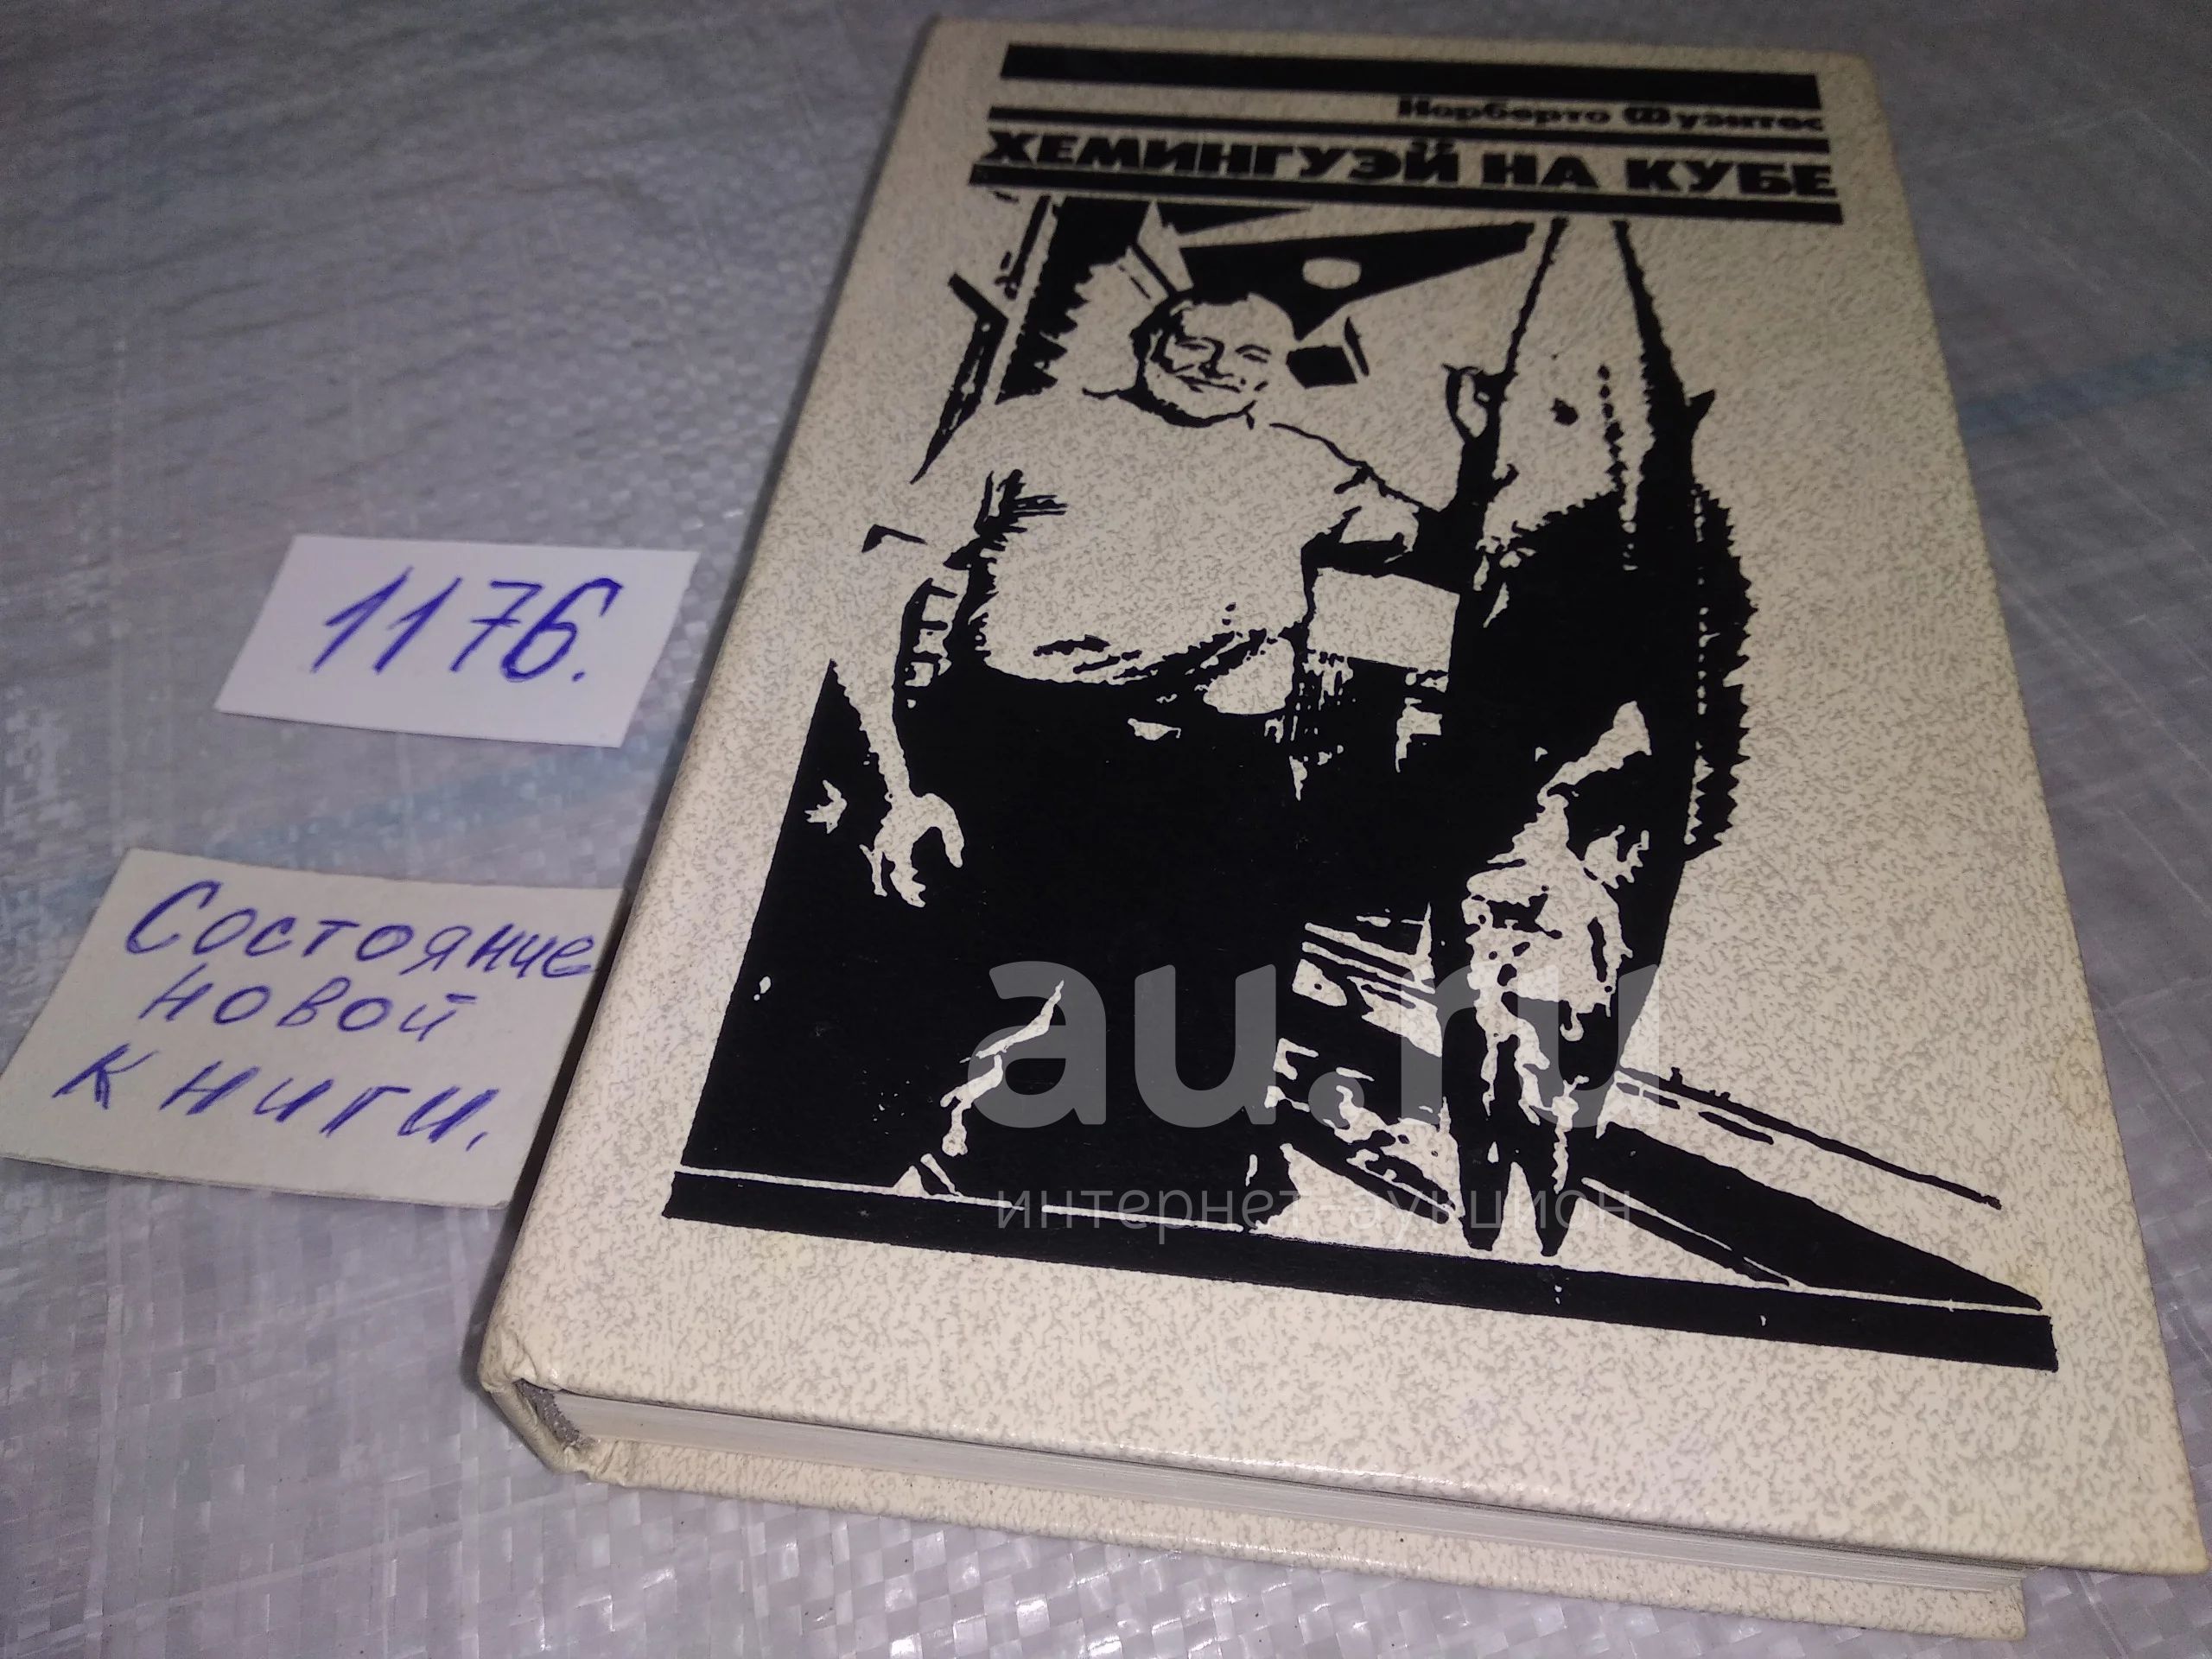 Норберто Фуэнтес
ХЕМИНГУЭЙ НА КУБЕ
1176.
Состояние
новой
книги.
au.ru
интернет-аукцион